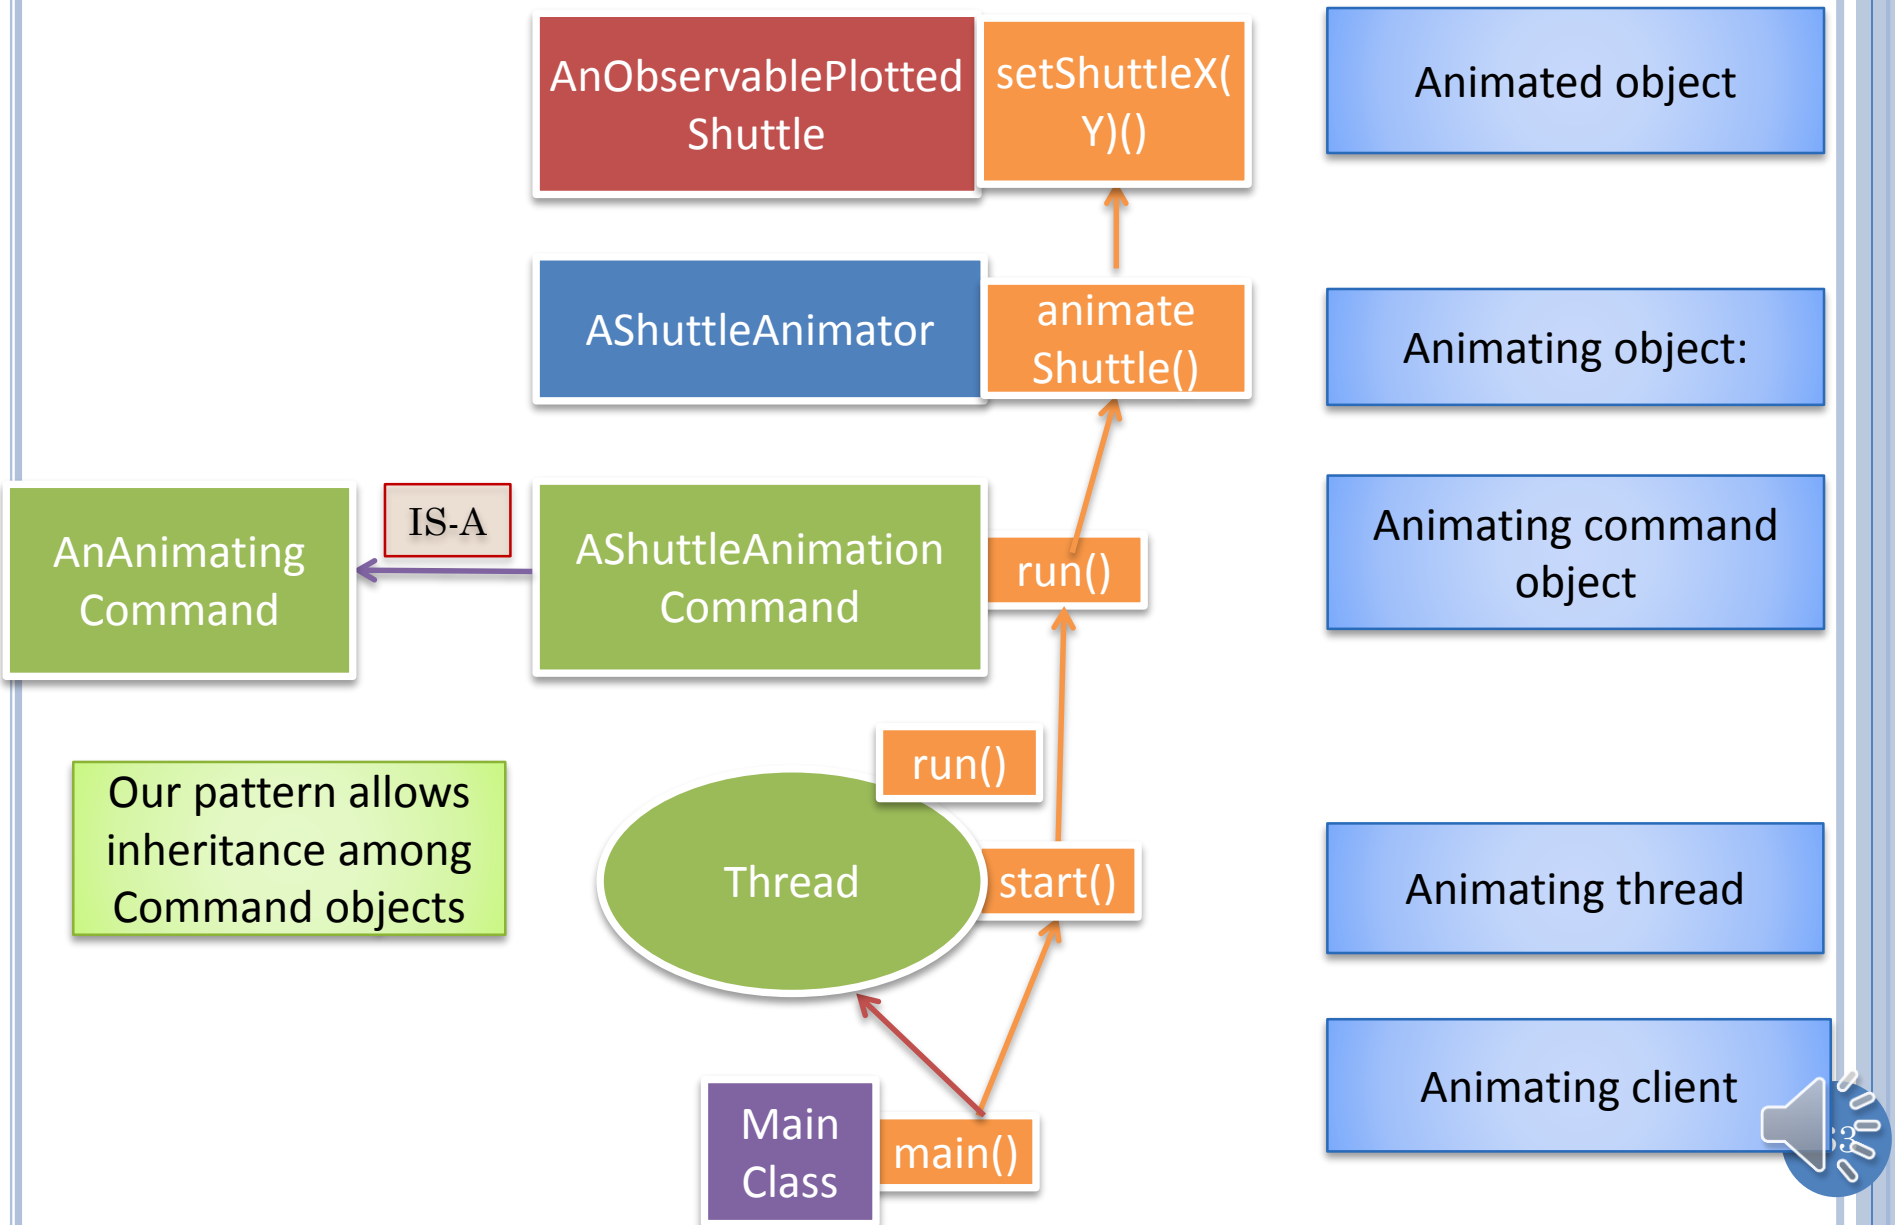 AnObservablePlotted
Shuttle
setShuttleX(
Y)()
Animated object
AShuttleAnimator
animate
Shuttle()
Animating object:
AnAnimating
Command
IS-A
AShuttleAnimation
Command
run()
Animating command
object
Our pattern allows
inheritance among
Command objects
run()
Thread
start()
Animating thread
Main
Class
main()
Animating client